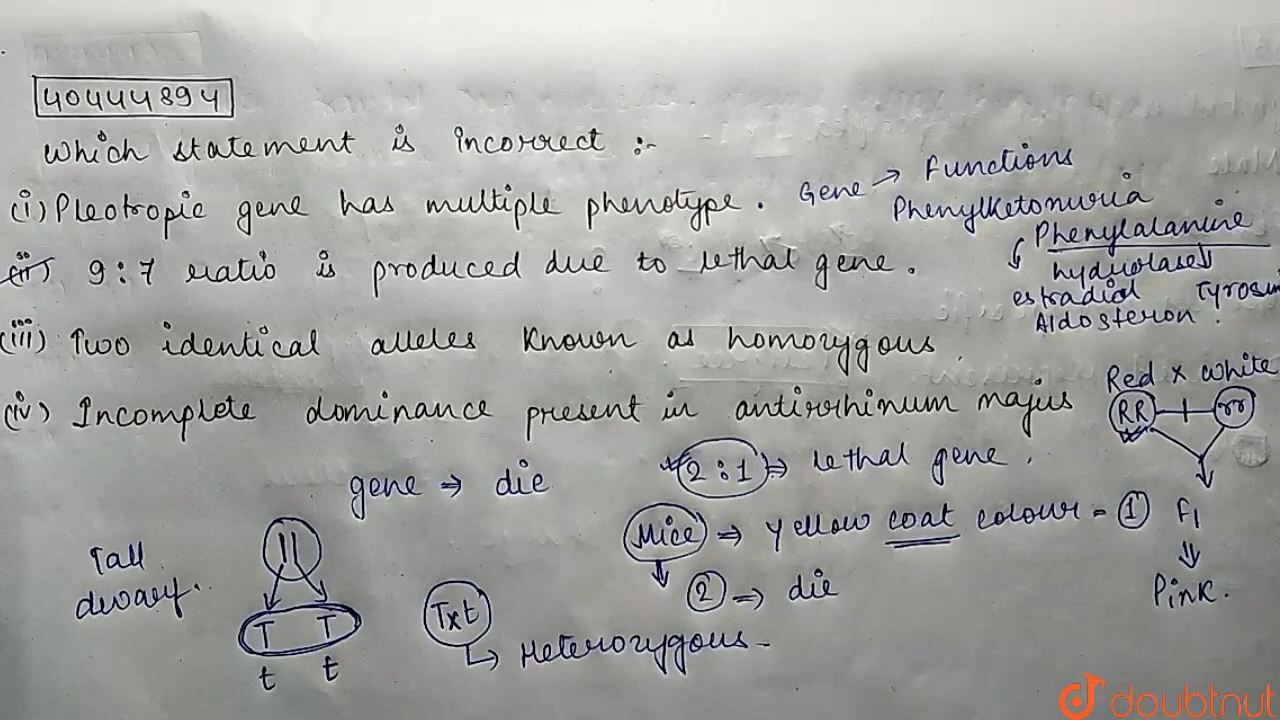 40444894
Which statement is incorrect :-
(i) Pleotropic gene has multiple phenotype.
Gene → Functions
Phenylketonuria
Phenylalanine
hydrolase
estradiol Tyrosin
Aldosteron.
(ii) 9:7 ratio is produced due to lethal gene.
(iii) Two identical alleles known as homozygous.
(iv) Incomplete dominance present in antirrhinum majus
Red x white
RR rr
F1
Pink.
gene ⇒ die
2:1 ⇒ lethal gene.
Mice ⇒ yellow coat colour = 1
2 ⇒ die
Tall
dwarf.
T T
t t
Txt
Heterozygous -
doubtnut